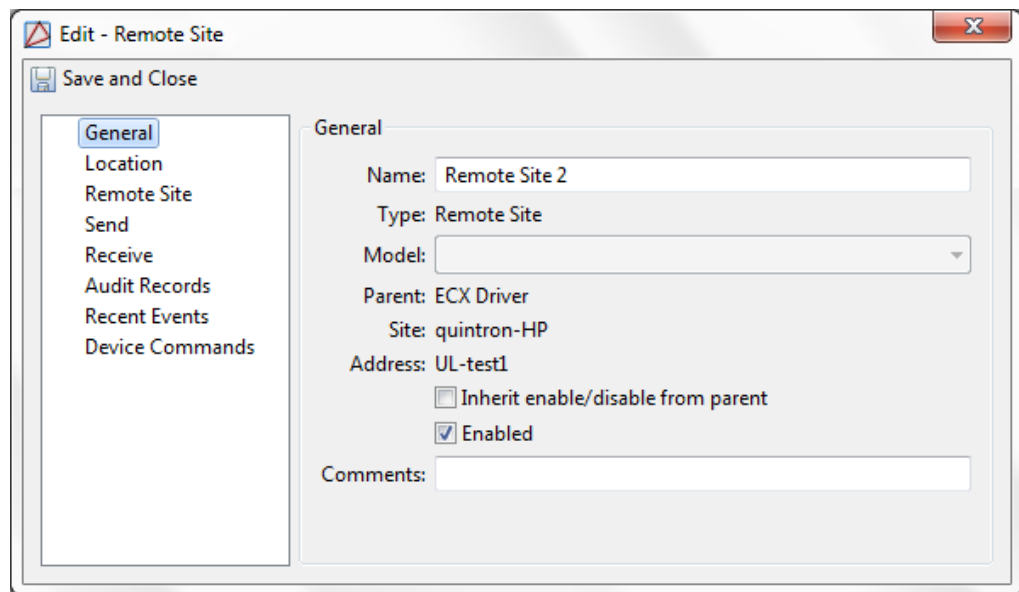 Edit - Remote Site
Save and Close
General
Location
Remote Site
Send
Receive
Audit Records
Recent Events
Device Commands
General
Name: Remote Site 2
Type: Remote Site
Model:
Parent: ECX Driver
Site: quintron-HP
Address: UL-test1
Inherit enable/disable from parent
Enabled
Comments: